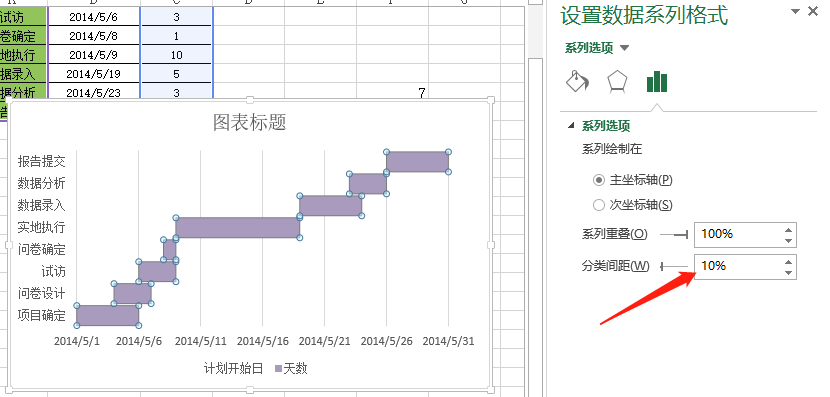 A D C E F G
试访 2014/5/6 3
卷确定 2014/5/8 1
地执行 2014/5/9 10
据录入 2014/5/19 5
据分析 2014/5/23 3 7
图表标题
报告提交
数据分析
数据录入
实地执行
问卷确定
试访
问卷设计
项目确定
2014/5/1 2014/5/6 2014/5/11 2014/5/16 2014/5/21 2014/5/26 2014/5/31
计划开始日 天数
设置数据系列格式
系列选项
系列选项
系列绘制在
主坐标轴(P)
次坐标轴(S)
系列重叠(O) 100%
分类间距(W) 10%